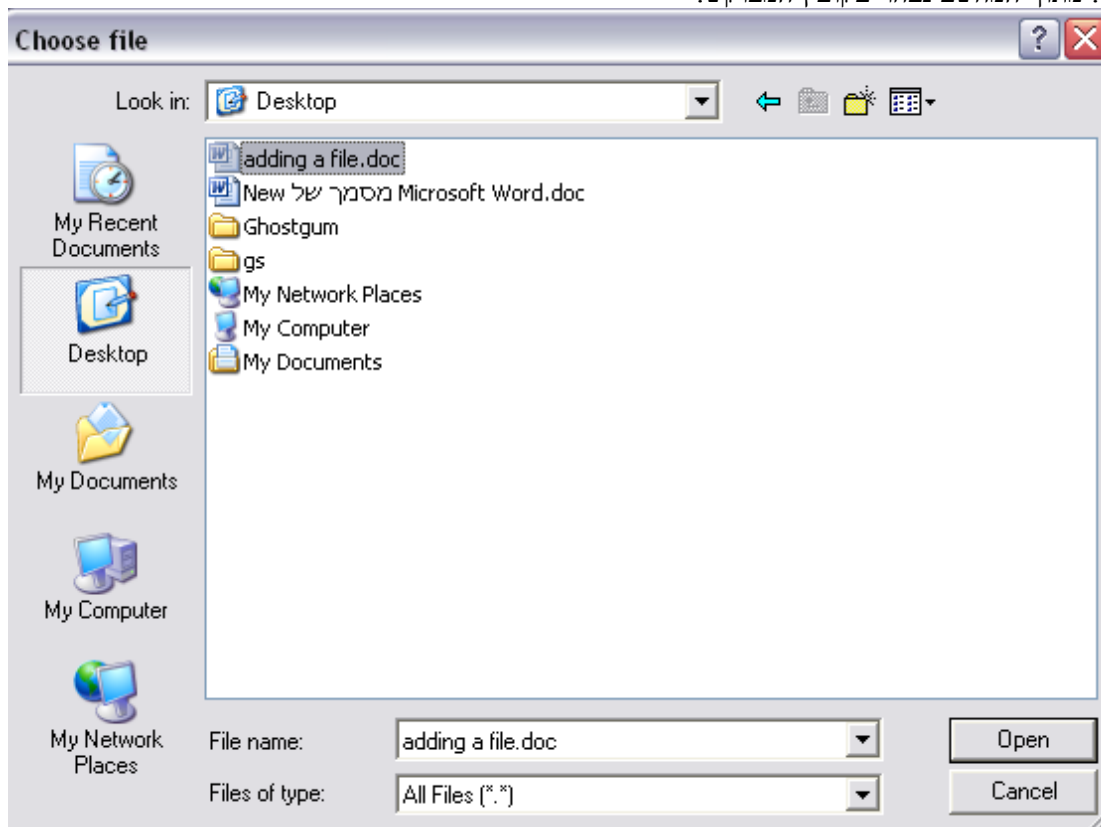 Choose file
Look in: Desktop
adding a file.doc
New מסמך של Microsoft Word.doc
Ghostgum
gs
My Network Places
My Computer
My Documents
My Recent
Documents
Desktop
My Documents
My Computer
My Network
Places
File name: adding a file.doc Open
Files of type: All Files (*.*) Cancel